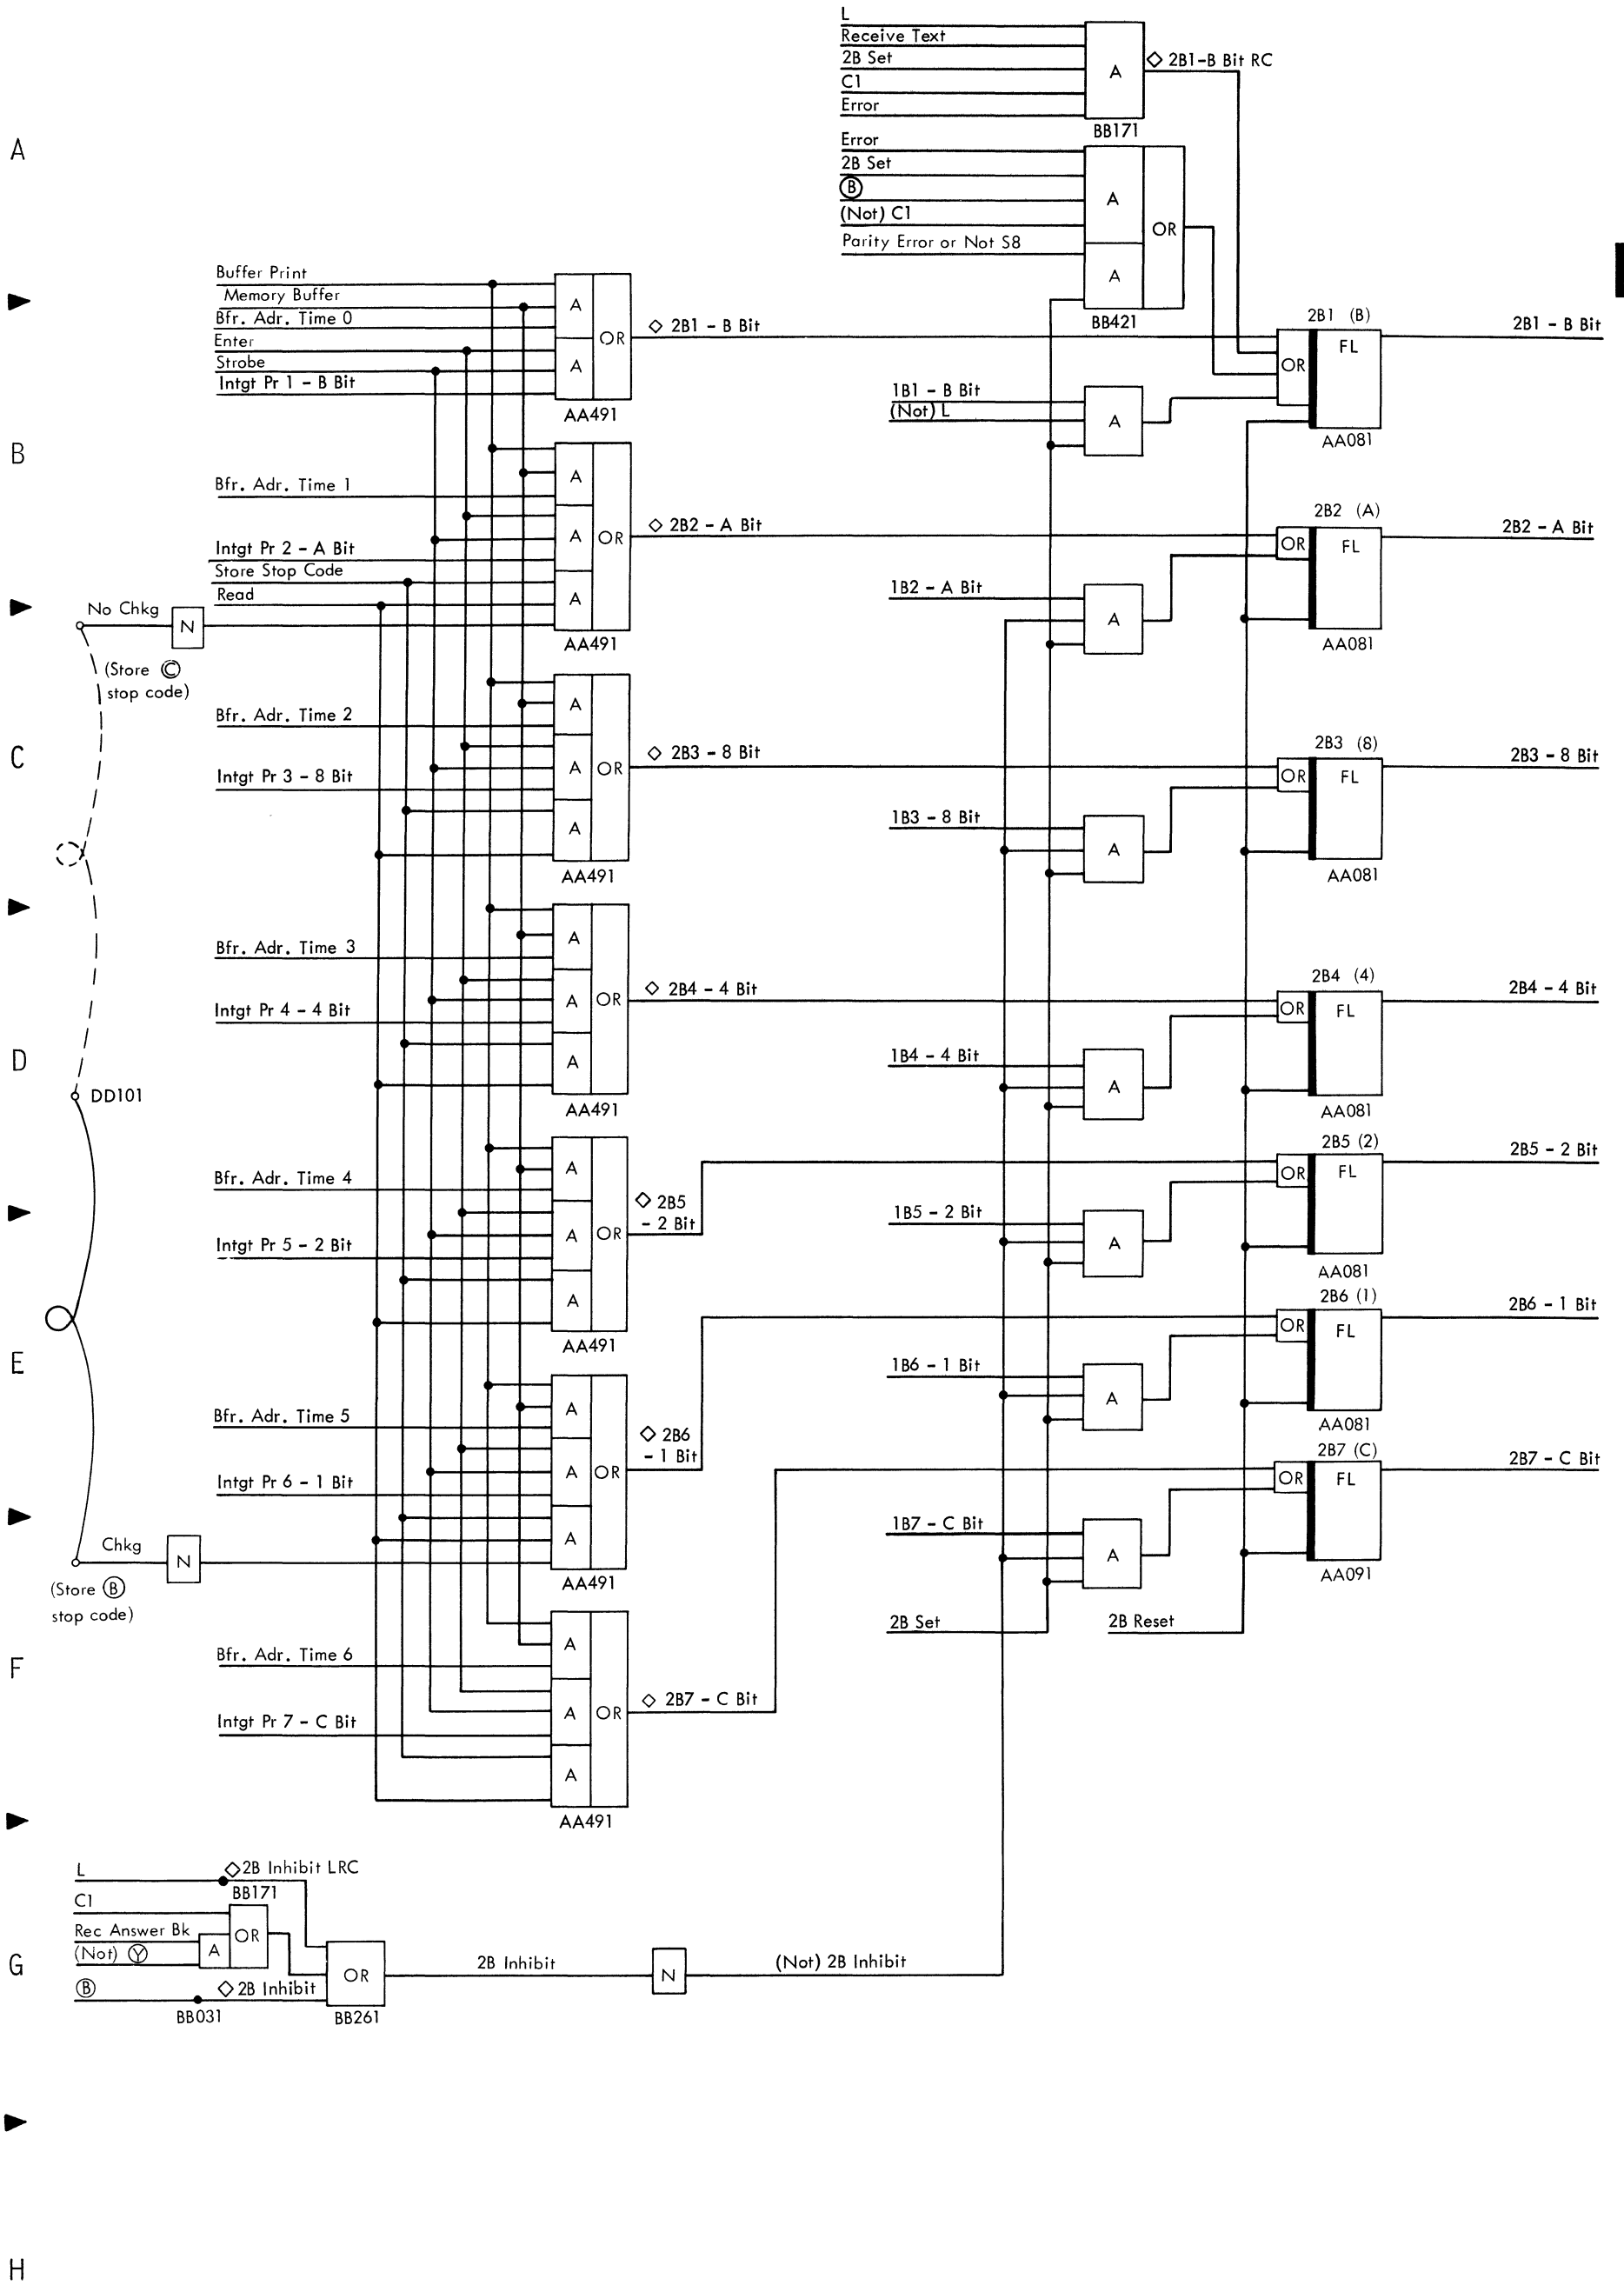 L
Receive Text
2B Set
C1
Error
A
◇ 2B1-B Bit RC
BB171
A
Error
2B Set
Ⓑ
(Not) C1
Parity Error or Not S8
A
A
OR
BB421
Buffer Print
Memory Buffer
Bfr. Adr. Time 0
Enter
Strobe
Intgt Pr 1 - B Bit
A
A
OR
AA491
◇ 2B1 - B Bit
1B1 - B Bit
(Not) L
A
2B1 (B)
OR
FL
AA081
2B1 - B Bit
B
Bfr. Adr. Time 1
Intgt Pr 2 - A Bit
Store Stop Code
Read
A
A
A
OR
AA491
◇ 2B2 - A Bit
1B2 - A Bit
A
2B2 (A)
OR
FL
AA081
2B2 - A Bit
No Chkg
N
(Store Ⓒ
stop code)
C
Bfr. Adr. Time 2
Intgt Pr 3 - 8 Bit
A
A
A
OR
AA491
◇ 2B3 - 8 Bit
1B3 - 8 Bit
A
2B3 (8)
OR
FL
AA081
2B3 - 8 Bit
Bfr. Adr. Time 3
Intgt Pr 4 - 4 Bit
A
A
A
OR
AA491
◇ 2B4 - 4 Bit
1B4 - 4 Bit
A
2B4 (4)
OR
FL
AA081
2B4 - 4 Bit
D
DD101
Bfr. Adr. Time 4
Intgt Pr 5 - 2 Bit
A
A
A
OR
AA491
◇ 2B5
- 2 Bit
1B5 - 2 Bit
A
2B5 (2)
OR
FL
AA081
2B5 - 2 Bit
E
Bfr. Adr. Time 5
Intgt Pr 6 - 1 Bit
A
A
A
OR
AA491
◇ 2B6
- 1 Bit
1B6 - 1 Bit
A
2B6 (1)
OR
FL
AA081
2B6 - 1 Bit
Chkg
N
(Store Ⓑ
stop code)
1B7 - C Bit
A
2B7 (C)
OR
FL
AA091
2B7 - C Bit
2B Set
2B Reset
F
Bfr. Adr. Time 6
Intgt Pr 7 - C Bit
A
A
A
OR
AA491
◇ 2B7 - C Bit
L
◇ 2B Inhibit LRC
BB171
C1
Rec Answer Bk
(Not) Ⓨ
A
OR
G
Ⓑ
◇ 2B Inhibit
BB031
OR
BB261
2B Inhibit
N
(Not) 2B Inhibit
H